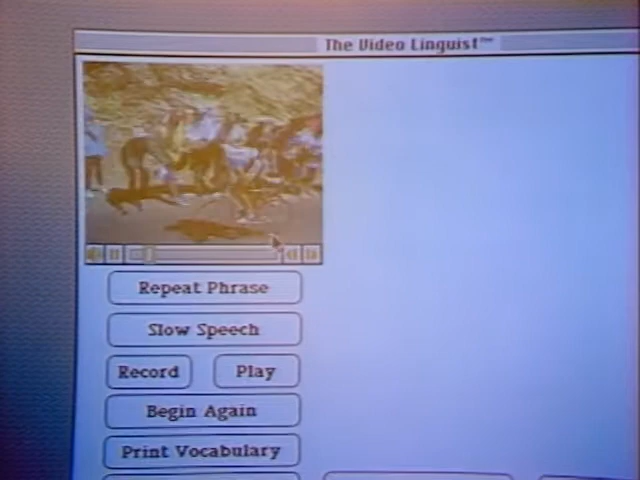 The Video Linguist™
Repeat Phrase
Slow Speech
Record Play
Begin Again
Print Vocabulary